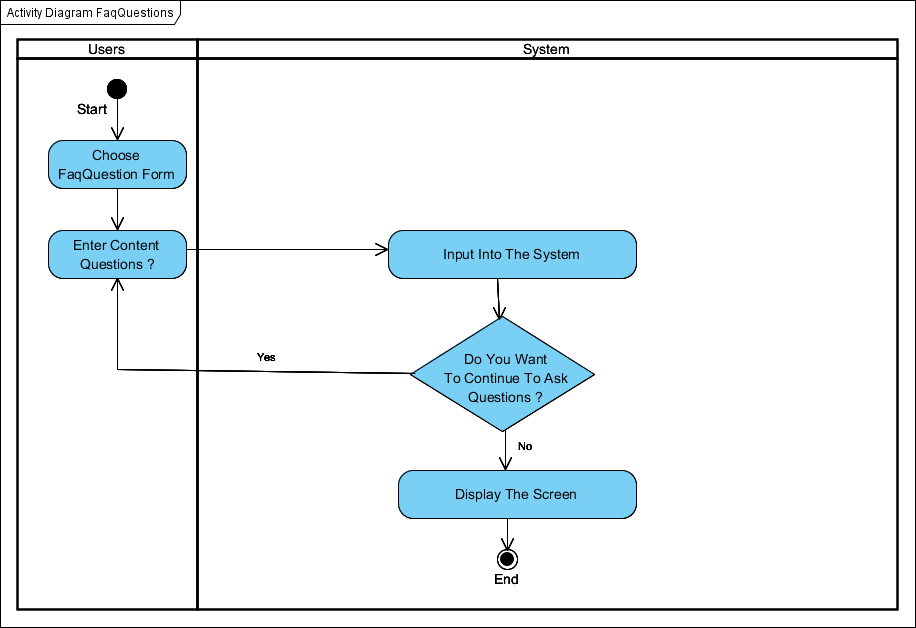 Activity Diagram FaqQuestions
Users
System
Start
Choose
FaqQuestion Form
Enter Content
Questions ?
Input Into The System
Do You Want
To Continue To Ask
Questions ?
Yes
No
Display The Screen
End